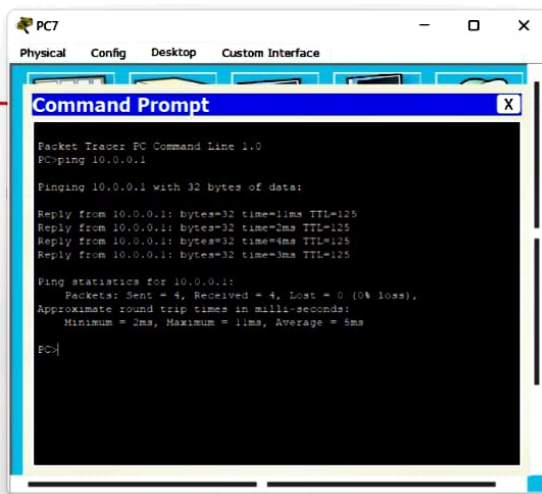 PC7
Physical Config Desktop Custom Interface
Command Prompt X
Packet Tracer PC Command Line 1.0
PC>ping 10.0.0.1
Pinging 10.0.0.1 with 32 bytes of data:
Reply from 10.0.0.1: bytes=32 time=11ms TTL=125
Reply from 10.0.0.1: bytes=32 time=2ms TTL=125
Reply from 10.0.0.1: bytes=32 time=4ms TTL=125
Reply from 10.0.0.1: bytes=32 time=3ms TTL=125
Ping statistics for 10.0.0.1:
Packets: Sent = 4, Received = 4, Lost = 0 (0% loss),
Approximate round trip times in milli-seconds:
Minimum = 2ms, Maximum = 11ms, Average = 5ms
PC>